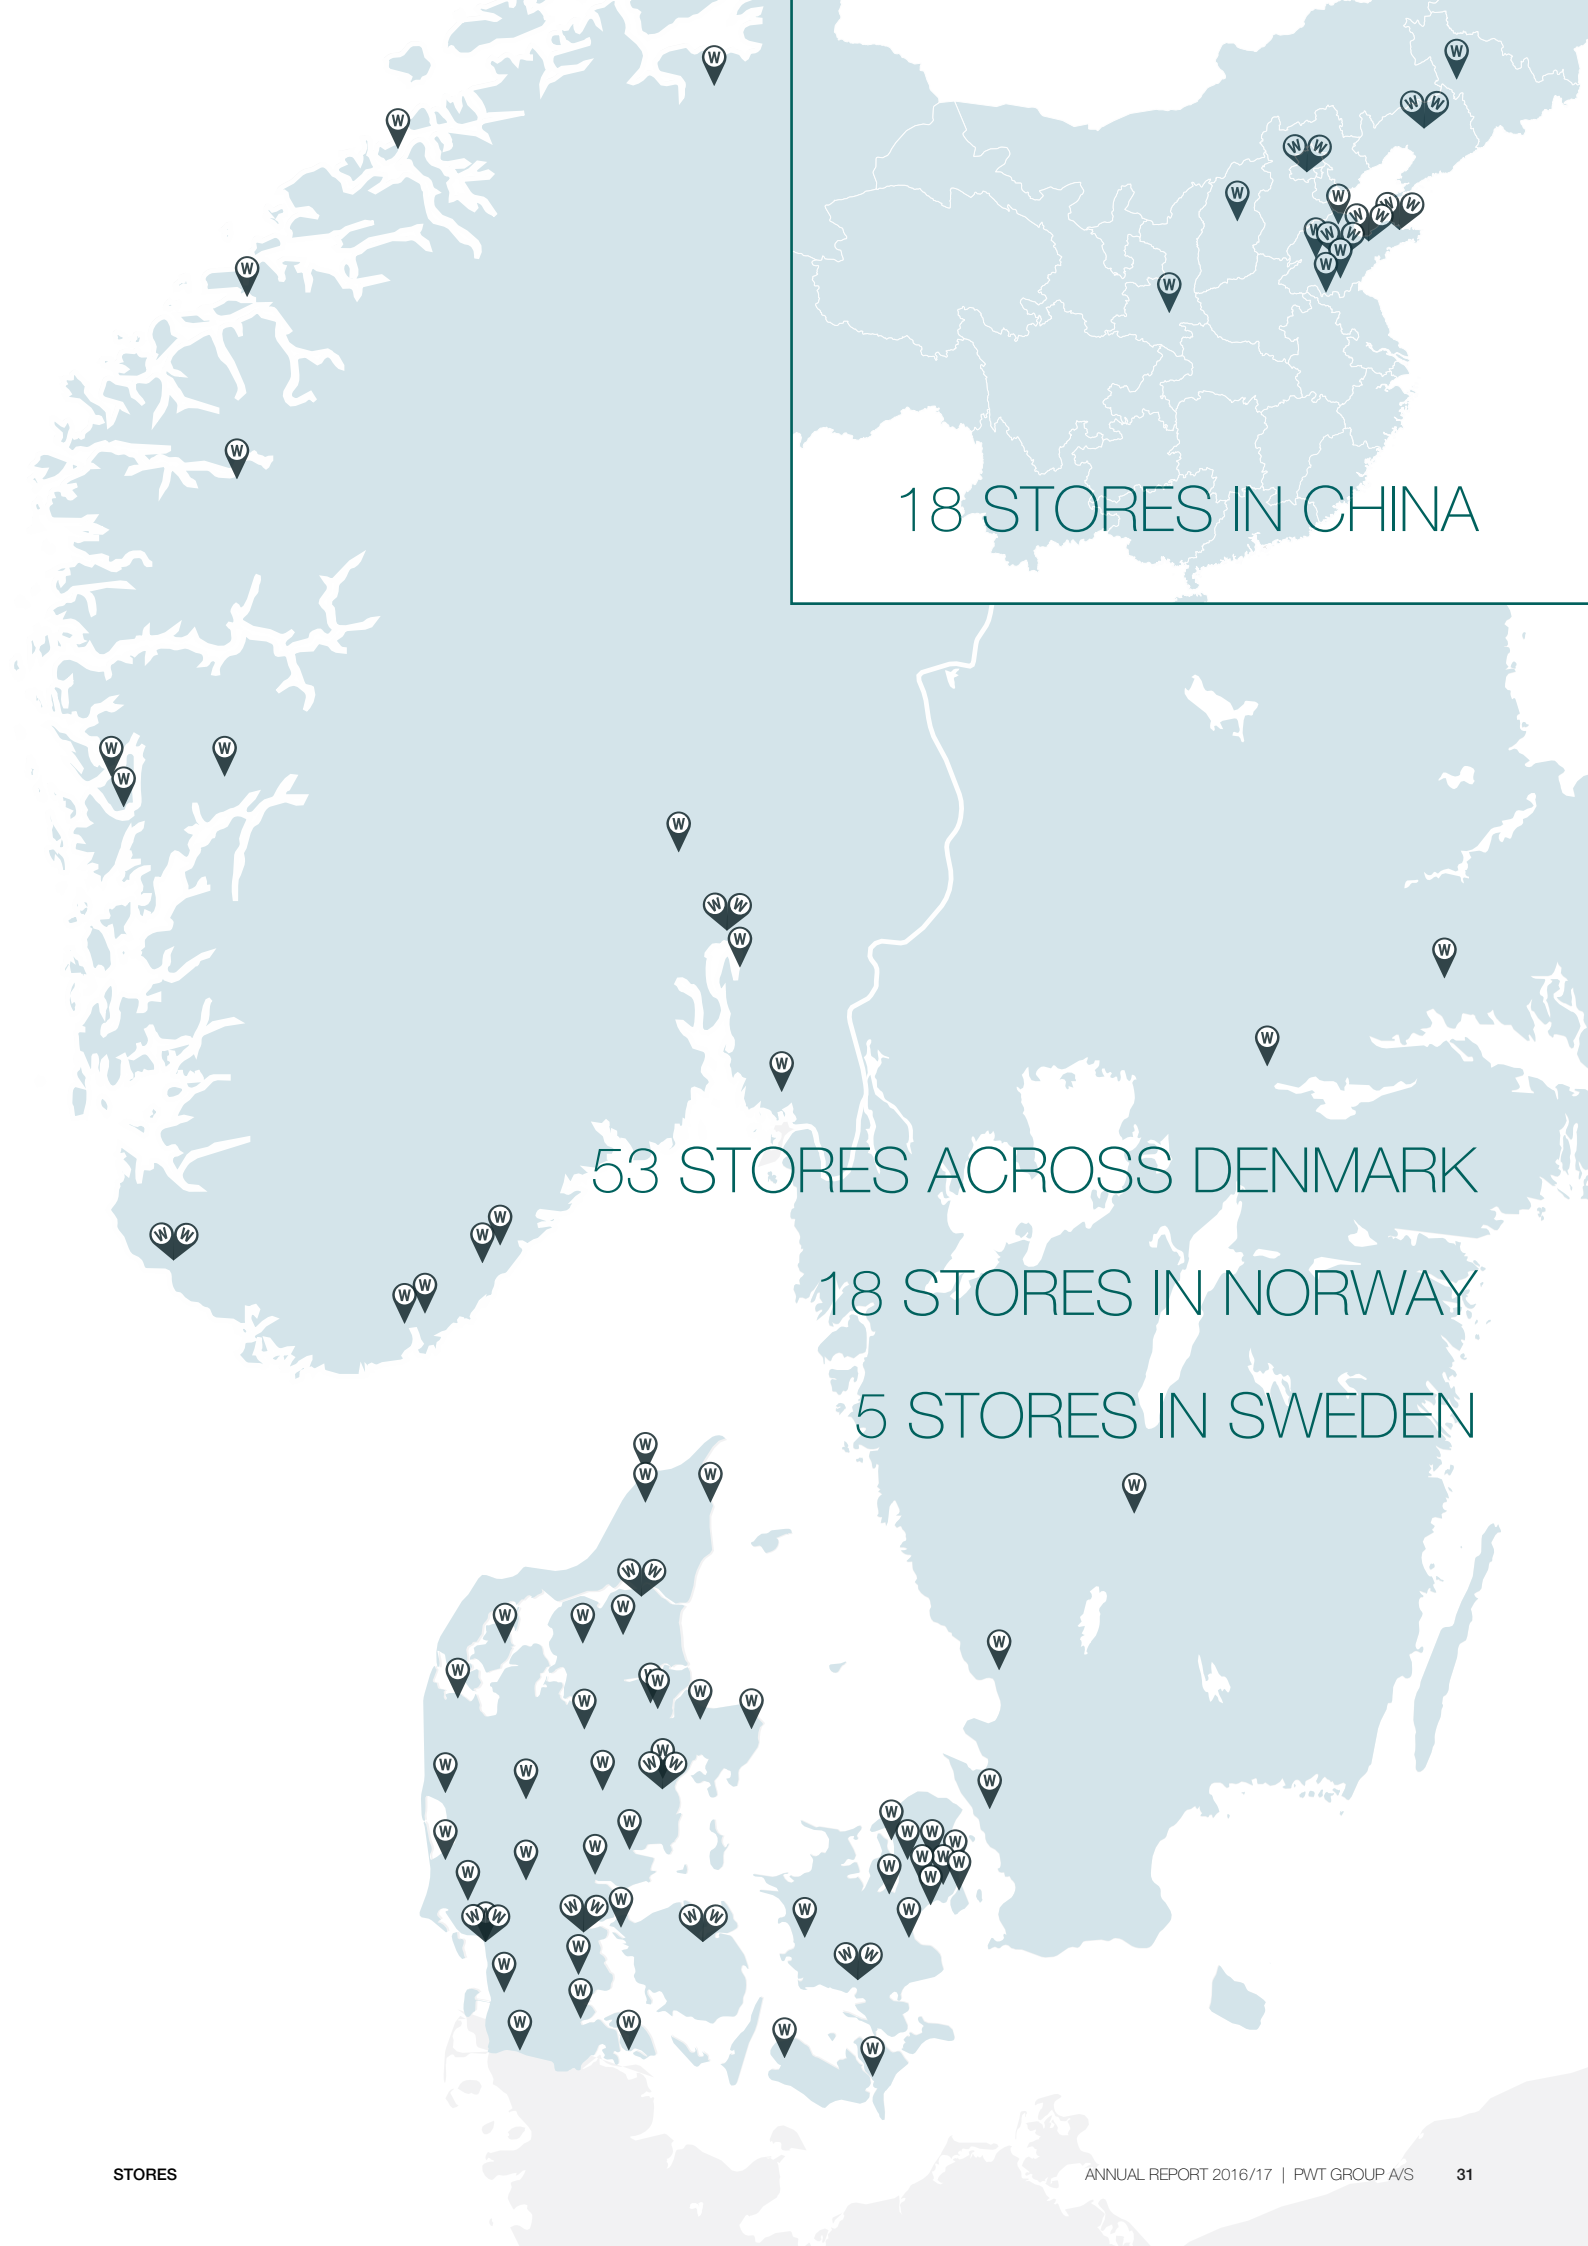 18 STORES IN CHINA
53 STORES ACROSS DENMARK
18 STORES IN NORWAY
5 STORES IN SWEDEN
STORES
ANNUAL REPORT 2016/17 | PWT GROUP A/S 31